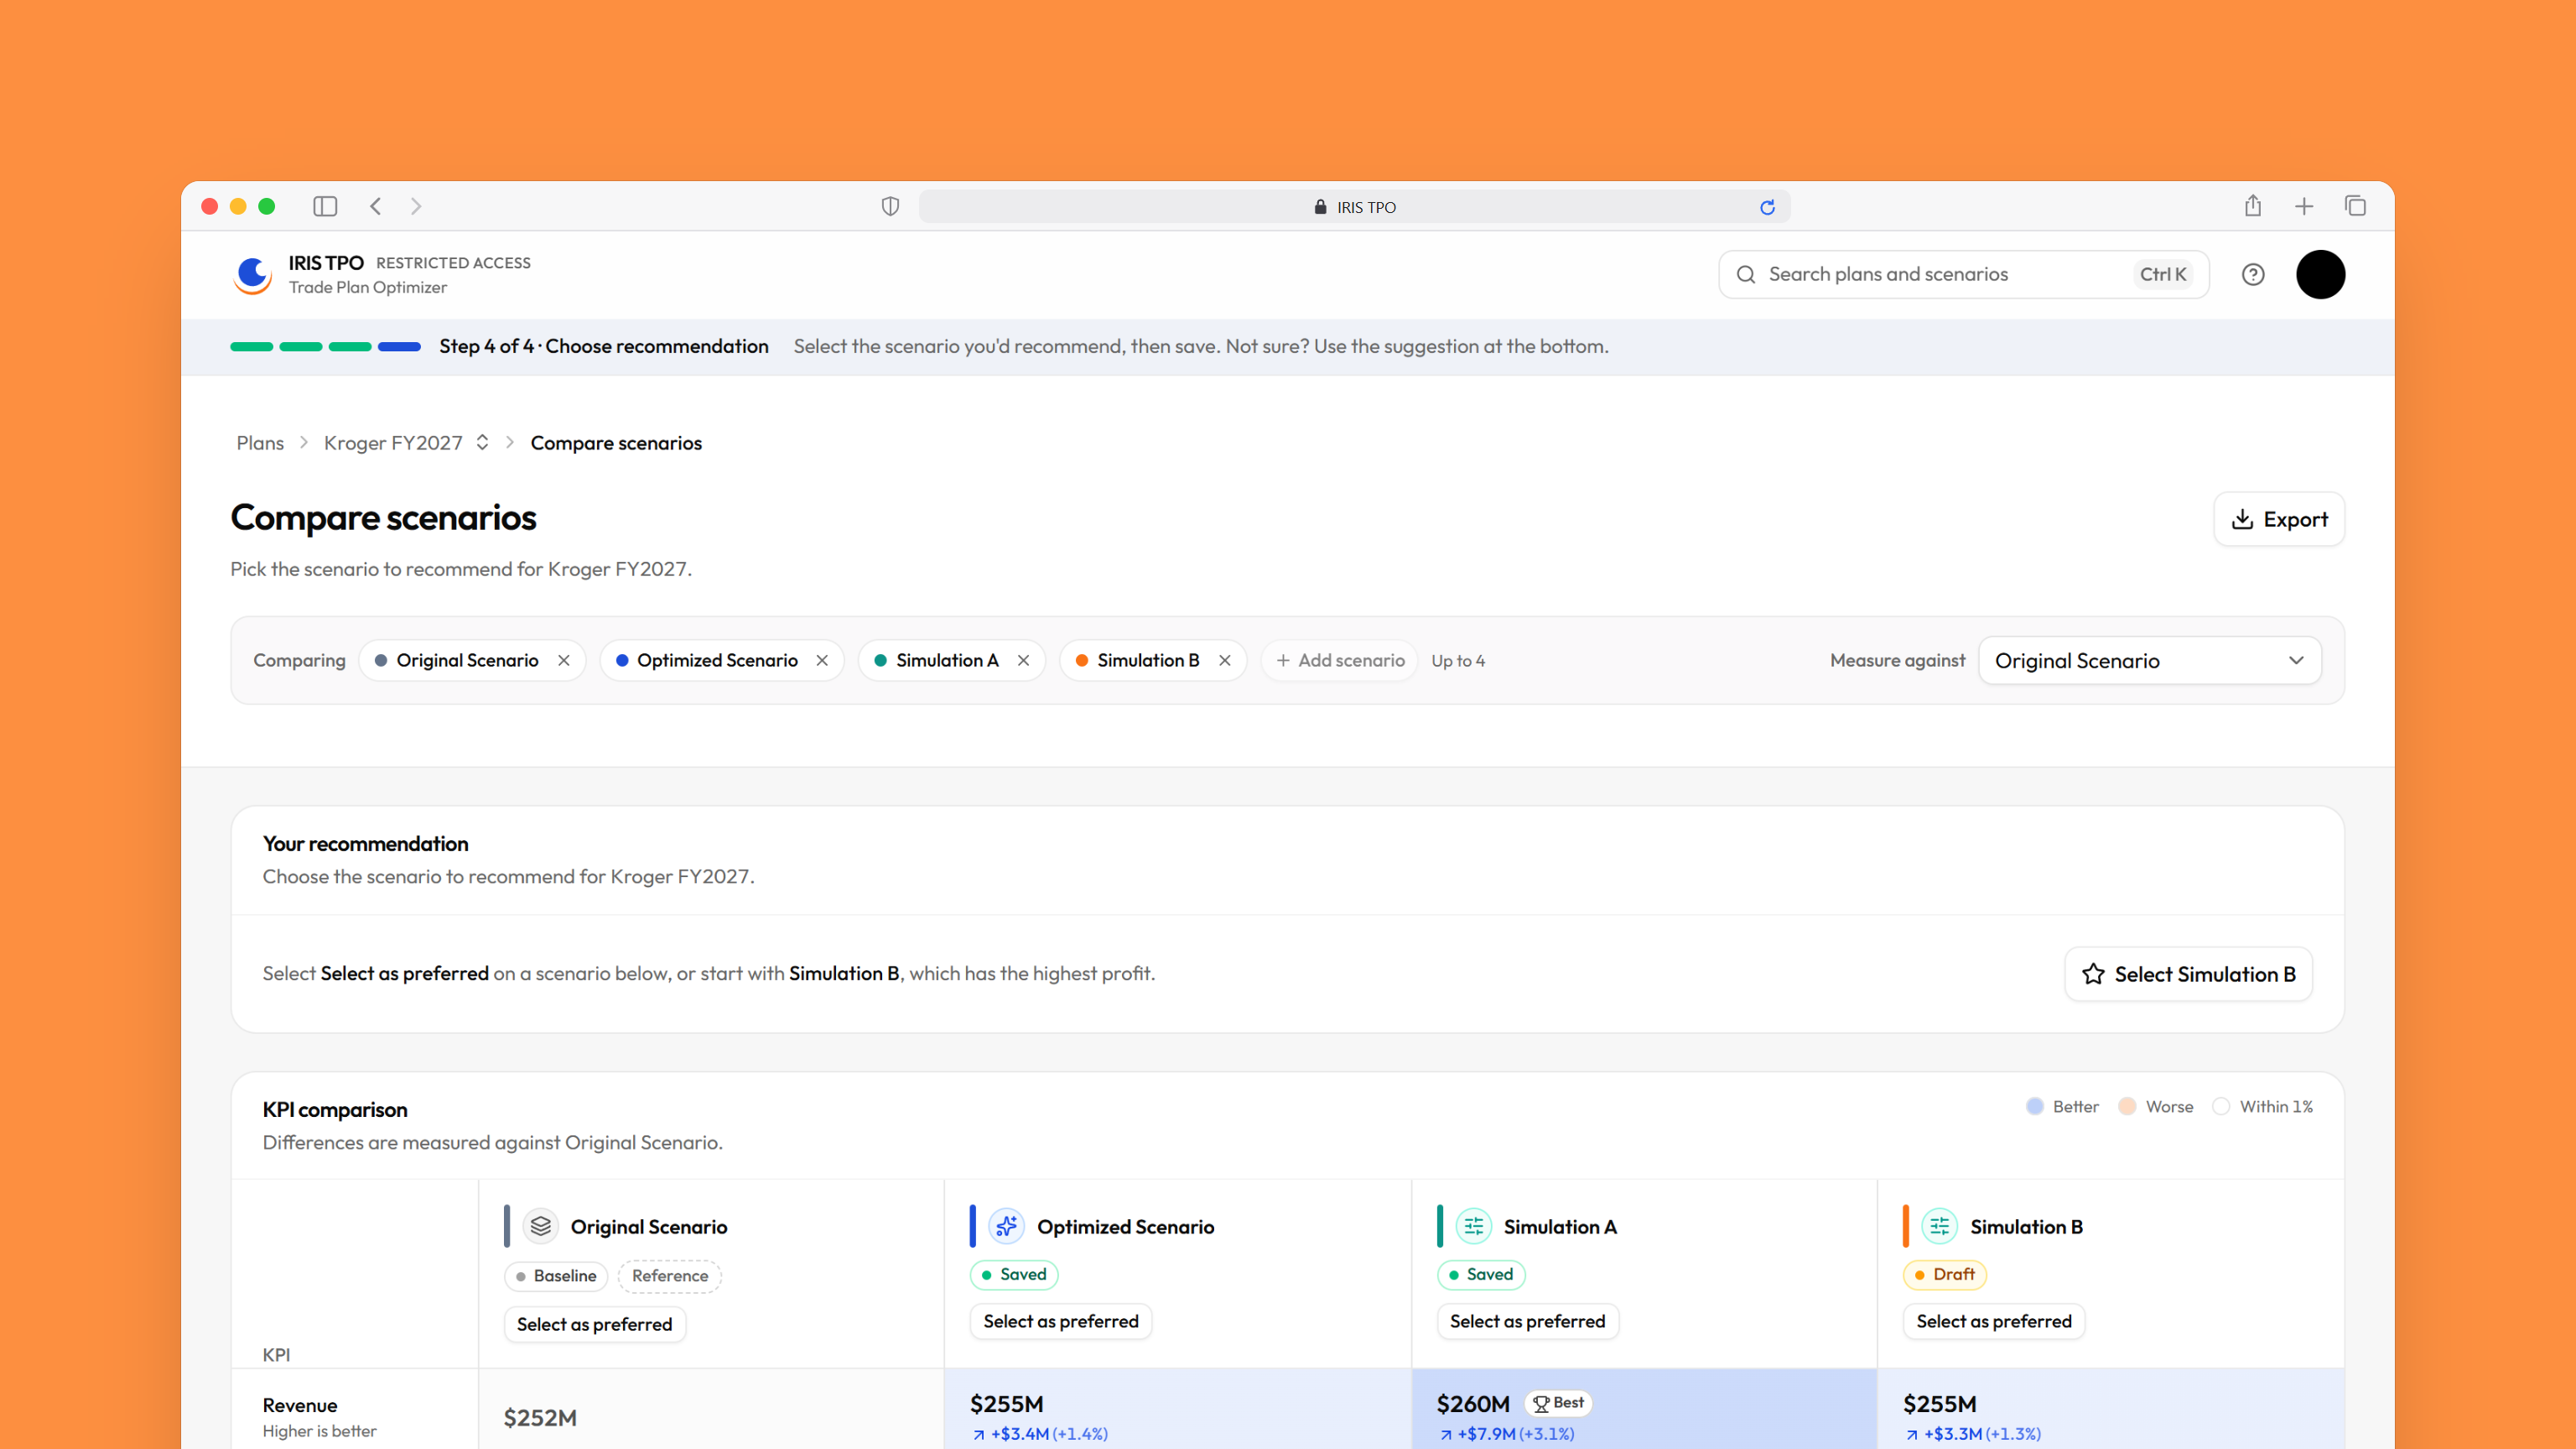 IRIS TPO
IRIS TPO RESTRICTED ACCESS
Trade Plan Optimizer
Search plans and scenarios Ctrl K
Step 4 of 4 · Choose recommendation Select the scenario you'd recommend, then save. Not sure? Use the suggestion at the bottom.
Plans Kroger FY2027 Compare scenarios
Compare scenarios
Export
Pick the scenario to recommend for Kroger FY2027.
Comparing Original Scenario Optimized Scenario Simulation A Simulation B + Add scenario Up to 4 Measure against Original Scenario
Your recommendation
Choose the scenario to recommend for Kroger FY2027.
Select Select as preferred on a scenario below, or start with Simulation B, which has the highest profit. Select Simulation B
KPI comparison Better Worse Within 1%
Differences are measured against Original Scenario.
Original Scenario Optimized Scenario Simulation A Simulation B
Baseline Reference Saved Saved Draft
Select as preferred Select as preferred Select as preferred Select as preferred
KPI
Revenue $252M $255M $260M Best $255M
Higher is better +$3.4M (+1.4%) +$7.9M (+3.1%) +$3.3M (+1.3%)